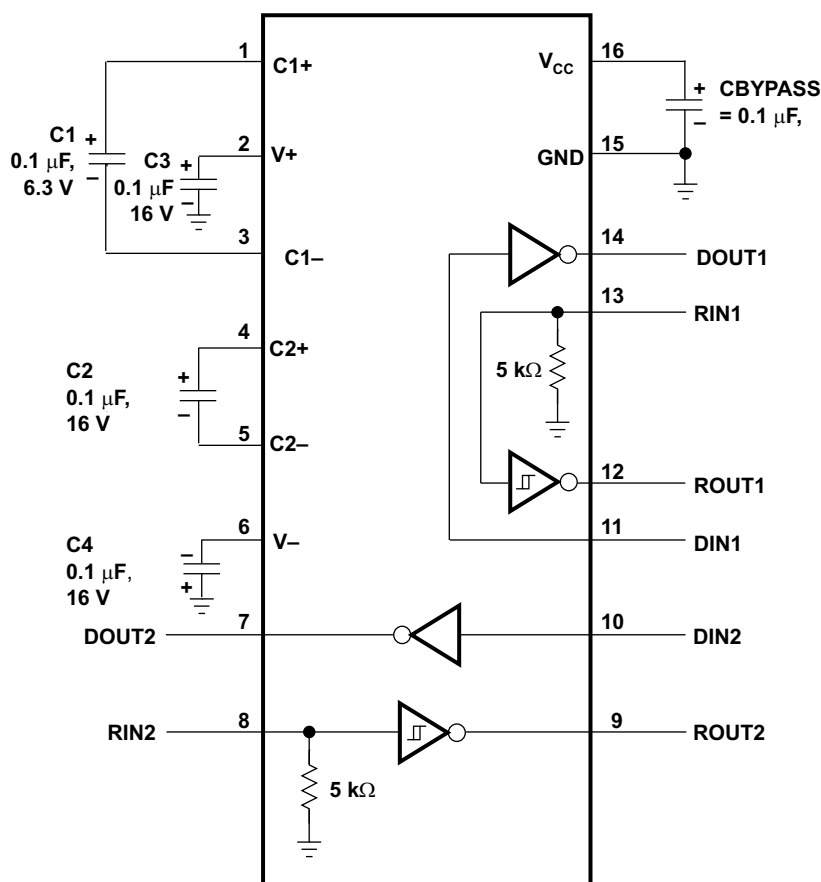 1
C1+
V_CC
16
+
CBYPASS
– = 0.1 μF,
C1
0.1 μF,
6.3 V
+
–
C3
0.1 μF
16 V
+
–
2
V+
15
GND
3
C1–
14
DOUT1
13
RIN1
5 kΩ
4
C2+
C2
0.1 μF,
16 V
+
–
5
C2–
12
ROUT1
11
DIN1
6
V–
C4
0.1 μF,
16 V
–
+
DOUT2
7
10
DIN2
RIN2
8
9
ROUT2
5 kΩ